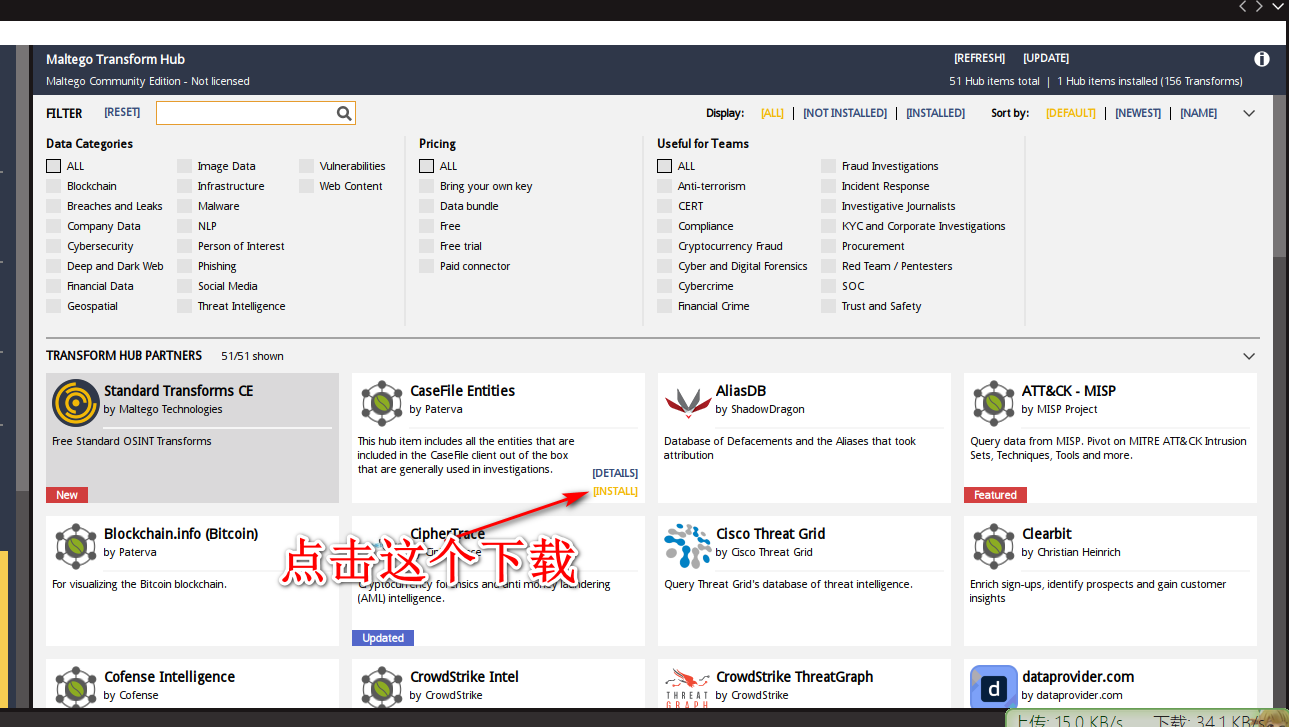 Maltego Transform Hub
[REFRESH] [UPDATE]
Maltego Community Edition - Not licensed
51 Hub items total | 1 Hub items installed (156 Transforms)
FILTER [RESET]
Display: [ALL] | [NOT INSTALLED] | [INSTALLED] Sort by: [DEFAULT] | [NEWEST] | [NAME]
Data Categories
ALL
Blockchain
Breaches and Leaks
Company Data
Cybersecurity
Deep and Dark Web
Financial Data
Geospatial
Image Data
Infrastructure
Malware
NLP
Person of Interest
Phishing
Social Media
Threat Intelligence
Vulnerabilities
Web Content
Pricing
ALL
Bring your own key
Data bundle
Free
Free trial
Paid connector
Useful for Teams
ALL
Anti-terrorism
CERT
Compliance
Cryptocurrency Fraud
Cyber and Digital Forensics
Cybercrime
Financial Crime
Fraud Investigations
Incident Response
Investigative Journalists
KYC and Corporate Investigations
Procurement
Red Team / Pentesters
SOC
Trust and Safety
TRANSFORM HUB PARTNERS 51/51 shown
Standard Transforms CE
by Maltego Technologies
Free Standard OSINT Transforms
New
CaseFile Entities
by Paterva
This hub item includes all the entities that are
included in the CaseFile client out of the box
that are generally used in investigations.
[DETAILS]
[INSTALL]
AliasDB
by ShadowDragon
Database of Defacements and the Aliases that took
attribution
ATT&CK - MISP
by MISP Project
Query data from MISP. Pivot on MITRE ATT&CK Intrusion
Sets, Techniques, Tools and more.
Featured
Blockchain.info (Bitcoin)
by Paterva
For visualizing the Bitcoin blockchain.
点击这个下载
CipherTrace
Cryptocurrency forensics and anti money laundering
(AML) intelligence.
Updated
Cisco Threat Grid
by Cisco Threat Grid
Query Threat Grid's database of threat intelligence.
Clearbit
by Christian Heinrich
Enrich sign-ups, identify prospects and gain customer
insights
Cofense Intelligence
by Cofense
CrowdStrike Intel
by CrowdStrike
CrowdStrike ThreatGraph
by CrowdStrike
THREAT
GRAPH
dataprovider.com
by dataprovider.com
d
上传: 15.0 KB/s 下载: 34.1 KB/s